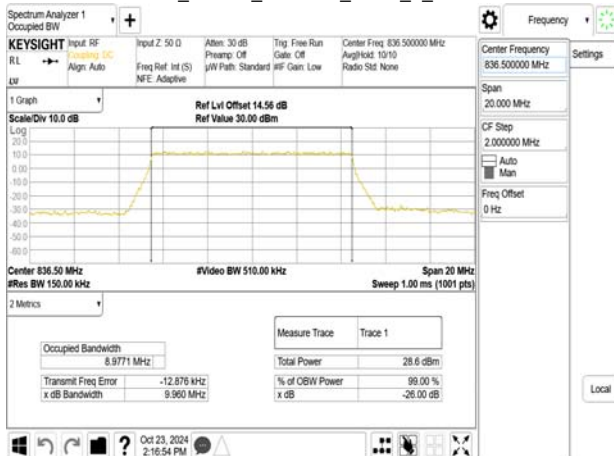 Spectrum Analyzer 1
Occupied BW
Frequency
KEYSIGHT
RL
Input: RF
Coupling: DC
Align: Auto
Input Z: 50 Ω
Freq Ref: Int (S)
NFE: Adaptive
Atten: 30 dB
Preamp: Off
µW Path: Standard
Trig: Free Run
Gate: Off
#IF Gain: Low
Center Freq: 836.500000 MHz
Avg|Hold: 10/10
Radio Std: None
Center Frequency
836.500000 MHz
Settings
Span
20.000 MHz
CF Step
2.000000 MHz
Auto
Man
Freq Offset
0 Hz
Local
1 Graph
Scale/Div 10.0 dB
Ref Lvl Offset 14.56 dB
Ref Value 30.00 dBm
Log
20.0
10.0
0.00
-10.0
-20.0
-30.0
-40.0
-50.0
-60.0
Center 836.50 MHz
#Video BW 510.00 kHz
Span 20 MHz
#Res BW 150.00 kHz
Sweep 1.00 ms (1001 pts)
2 Metrics
Measure Trace Trace 1
Occupied Bandwidth
8.9771 MHz
Total Power 28.6 dBm
Transmit Freq Error -12.876 kHz
% of OBW Power 99.00 %
x dB Bandwidth 9.960 MHz
x dB -26.00 dB
?
Oct 23, 2024
2:16:54 PM